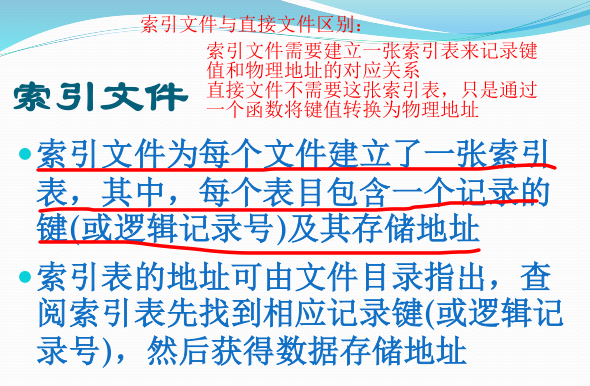 索引文件与直接文件区别：
索引文件需要建立一张索引表来记录键
值和物理地址的对应关系
直接文件不需要这张索引表，只是通过
一个函数将键值转换为物理地址
索引文件
索引文件为每个文件建立了一张索引
表，其中，每个表目包含一个记录的
键(或逻辑记录号)及其存储地址
索引表的地址可由文件目录指出，查
阅索引表先找到相应记录键(或逻辑记
录号)，然后获得数据存储地址